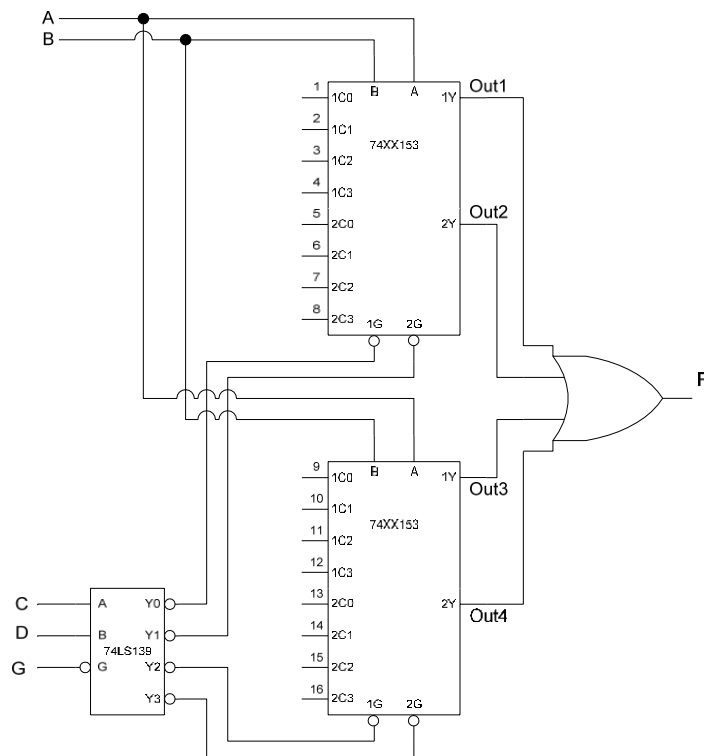 A
B
B A
1 1C0 1Y Out1
2 1C1
74XX153
3 1C2
4 1C3
5 2C0 2Y Out2
6 2C1
7 2C2
8 2C3
1G 2G
F
B A
9 1C0 1Y
Out3
10 1C1
74XX153
11 1C2
12 1C3
13 2C0 2Y
Out4
14 2C1
15 2C2
16 2C3
1G 2G
C A Y0
D B Y1
74LS139
G G Y2
Y3